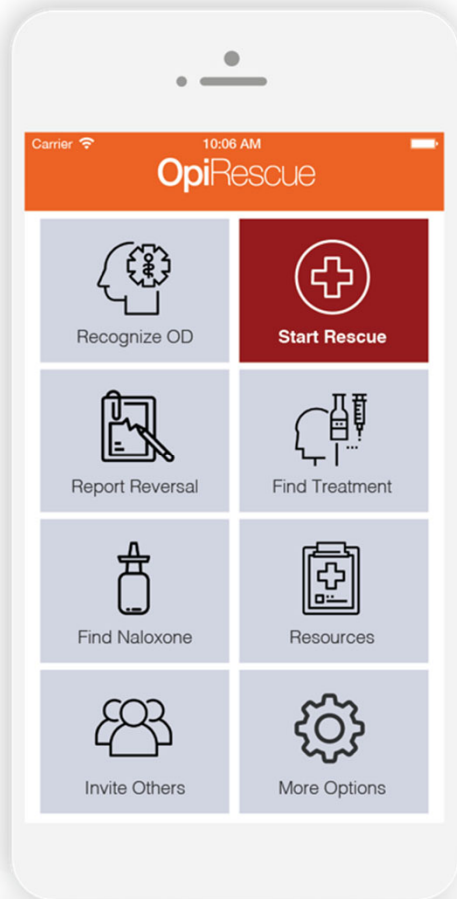 Carrier 10:06 AM
OpiRescue
Recognize OD
Start Rescue
Report Reversal
Find Treatment
Find Naloxone
Resources
Invite Others
More Options